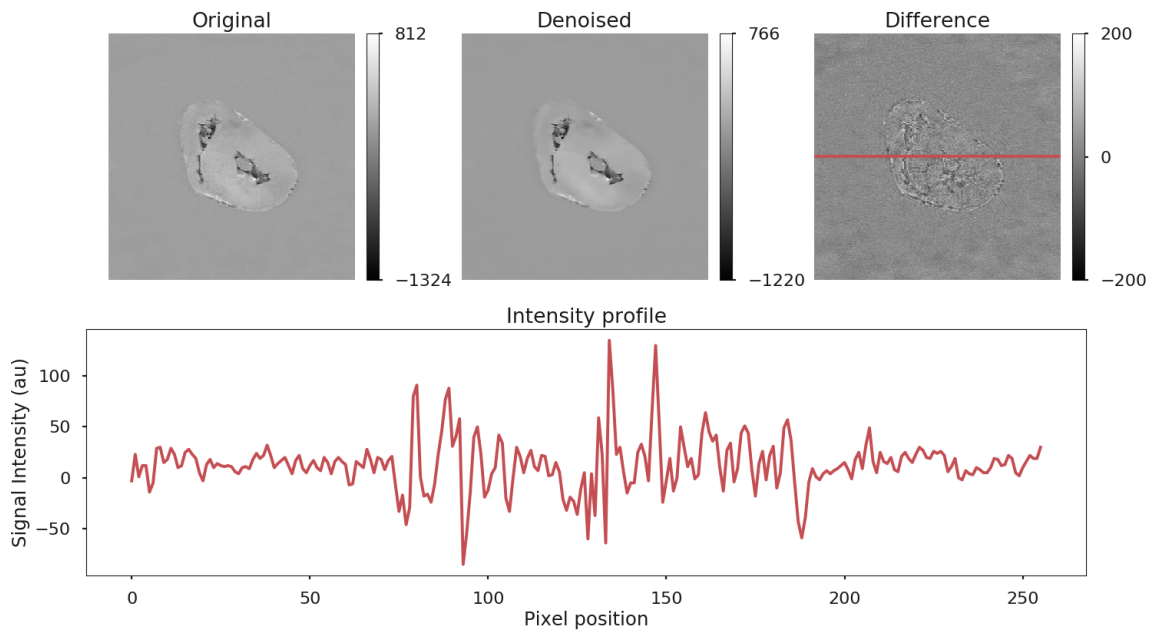 Original Denoised Difference
812 766 200
0
−1324 −1220 −200
Intensity profile
100
50
0
−50
Signal Intensity (au)
0 50 100 150 200 250
Pixel position